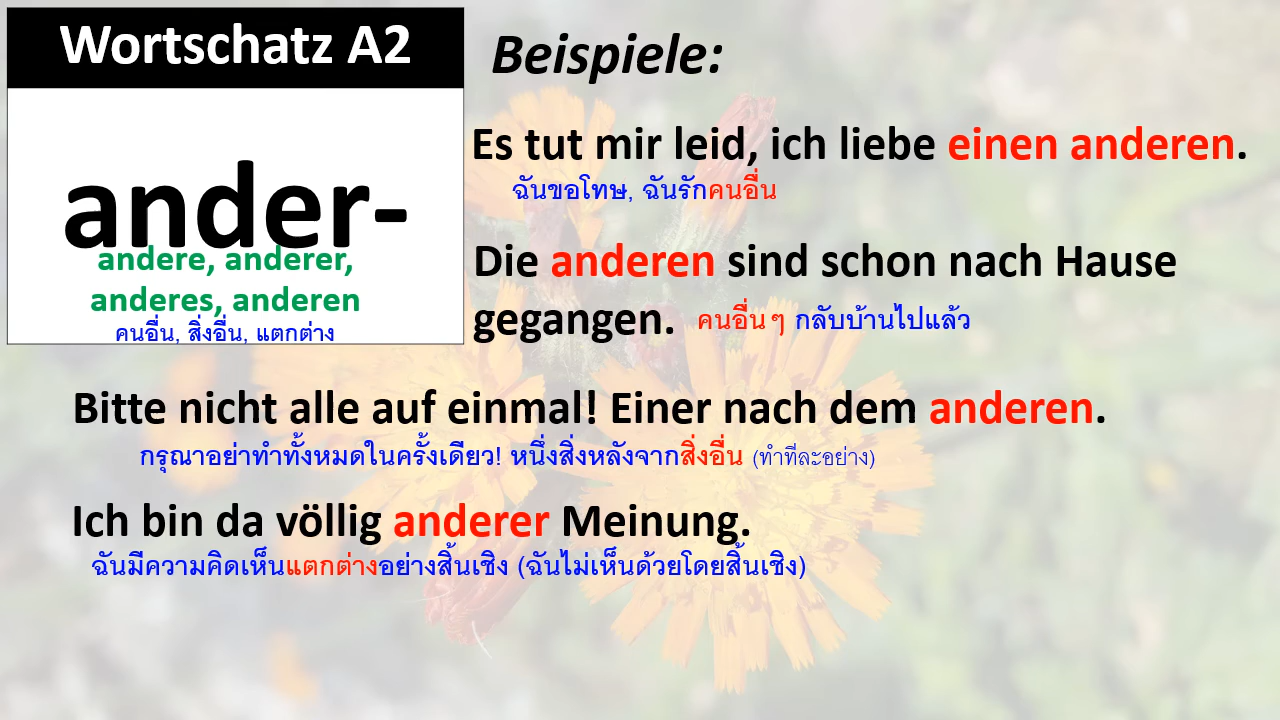 Wortschatz A2
ander-
andere, anderer,
anderes, anderen
คนอื่น, สิ่งอื่น, แตกต่าง
Beispiele:
Es tut mir leid, ich liebe einen anderen.
ฉันขอโทษ, ฉันรักคนอื่น
Die anderen sind schon nach Hause
gegangen. คนอื่นๆ กลับบ้านไปแล้ว
Bitte nicht alle auf einmal! Einer nach dem anderen.
กรุณาอย่าทำทั้งหมดในครั้งเดียว! หนึ่งสิ่งหลังจากสิ่งอื่น (ทำทีละอย่าง)
Ich bin da völlig anderer Meinung.
ฉันมีความคิดเห็นแตกต่างอย่างสิ้นเชิง (ฉันไม่เห็นด้วยโดยสิ้นเชิง)